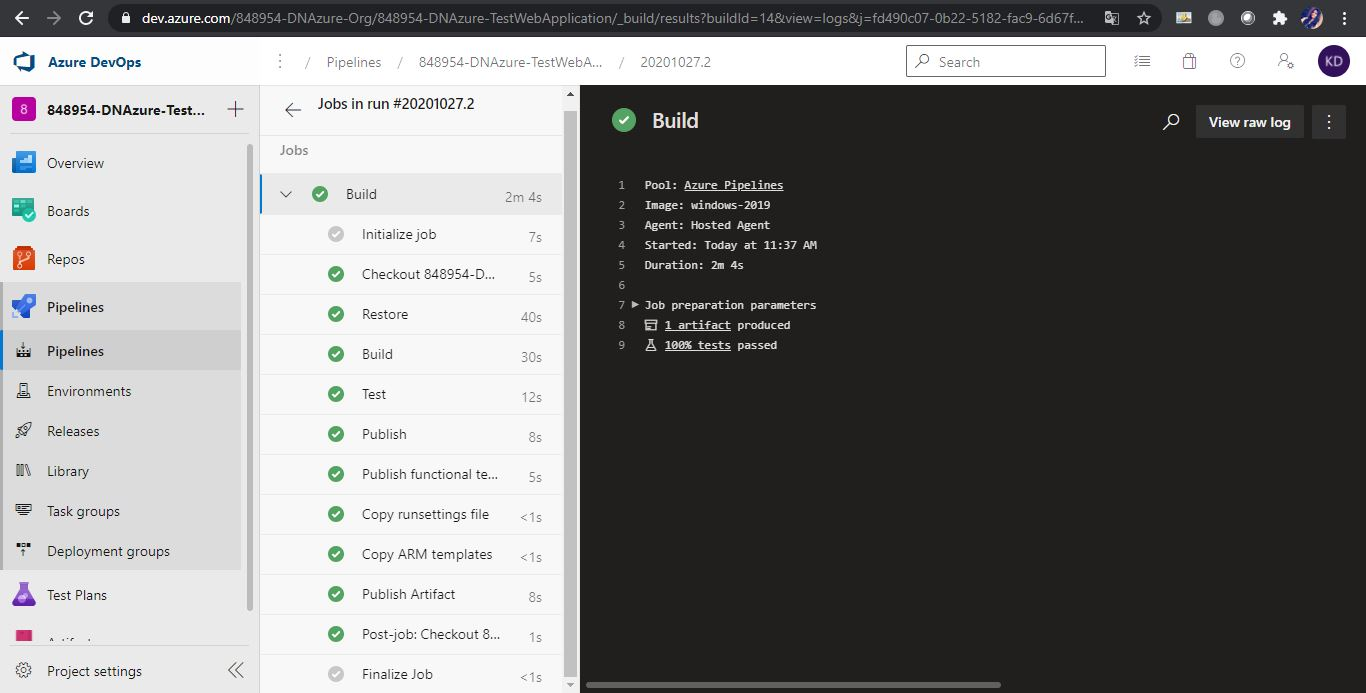 dev.azure.com/848954-DNAzure-Org/848954-DNAzure-TestWebApplication/_build/results?buildId=14&view=logs&j=fd490c07-0b22-5182-fac9-6d67f...
Azure DevOps
/ Pipelines / 848954-DNAzure-TestWebA... / 20201027.2
Search
KD
8 848954-DNAzure-Test...
Overview
Boards
Repos
Pipelines
Pipelines
Environments
Releases
Library
Task groups
Deployment groups
Test Plans
Project settings
Jobs in run #20201027.2
Jobs
Build 2m 4s
Initialize job 7s
Checkout 848954-D... 5s
Restore 40s
Build 30s
Test 12s
Publish 8s
Publish functional te... 5s
Copy runsettings file <1s
Copy ARM templates <1s
Publish Artifact 8s
Post-job: Checkout 8... 1s
Finalize Job <1s
Build
View raw log
1 Pool: Azure Pipelines
2 Image: windows-2019
3 Agent: Hosted Agent
4 Started: Today at 11:37 AM
5 Duration: 2m 4s
6
7 Job preparation parameters
8 1 artifact produced
9 100% tests passed